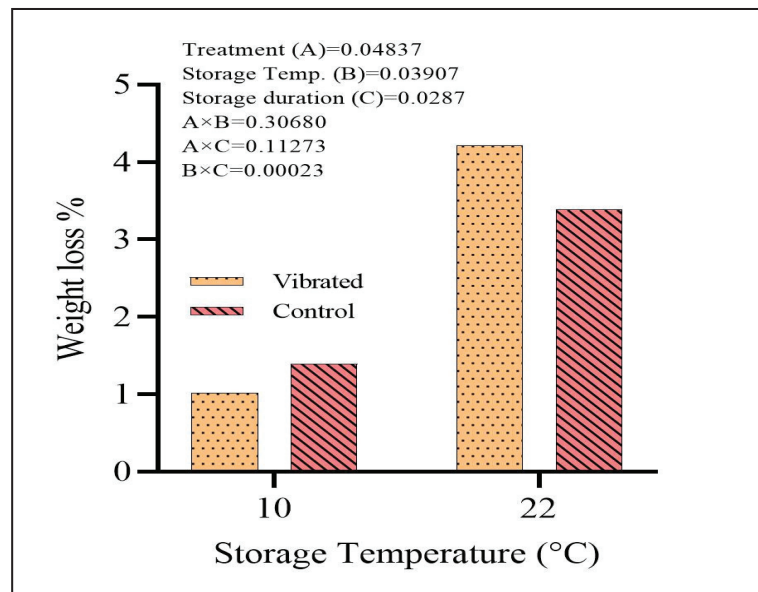 Treatment (A)=0.04837
Storage Temp. (B)=0.03907
Storage duration (C)=0.0287
A×B=0.30680
A×C=0.11273
B×C=0.00023
5
4
3
2
1
0
Weight loss %
Vibrated
Control
10
22
Storage Temperature (°C)